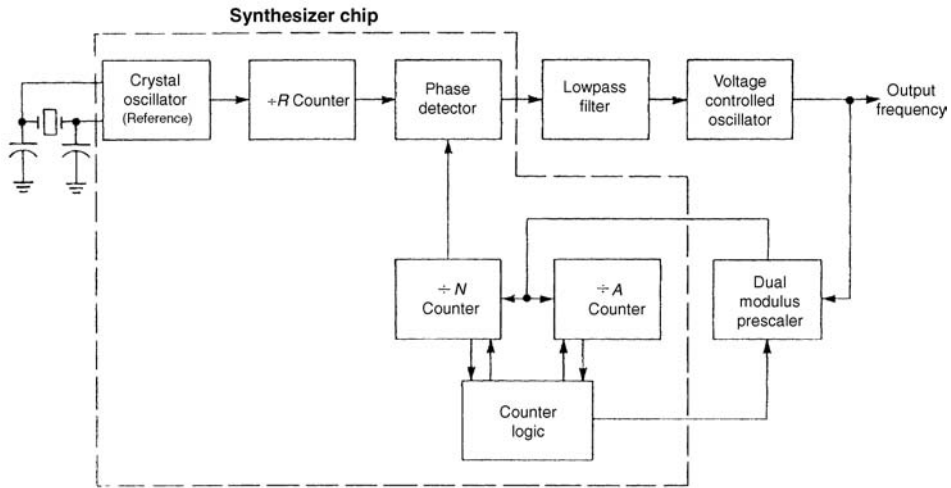 Synthesizer chip
Crystal
oscillator
(Reference)
÷R Counter
Phase
detector
Lowpass
filter
Voltage
controlled
oscillator
Output
frequency
÷ N
Counter
÷ A
Counter
Dual
modulus
prescaler
Counter
logic